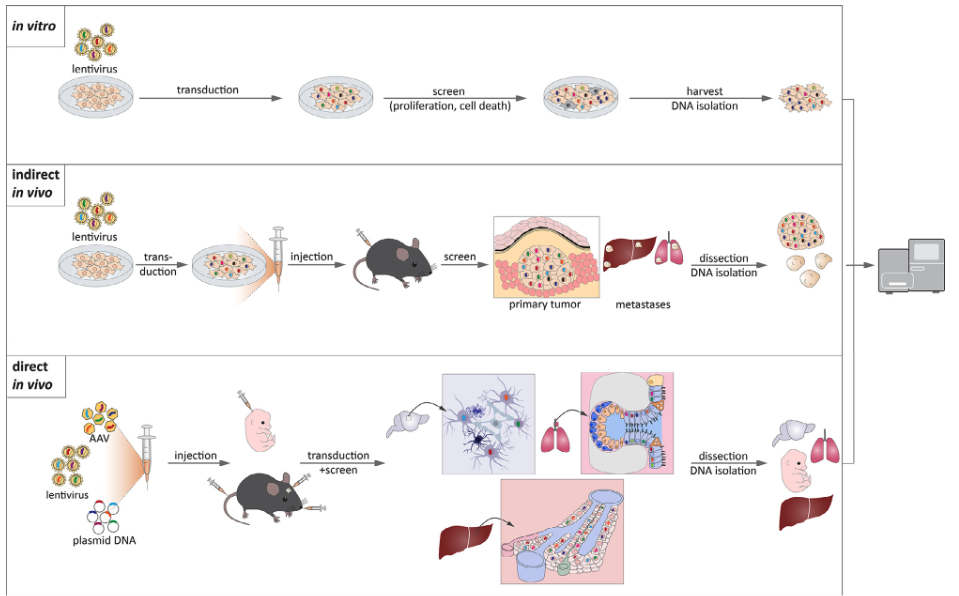 in vitro
lentivirus
transduction
screen
(proliferation, cell death)
harvest
DNA isolation
indirect
in vivo
lentivirus
trans-
duction
injection
screen
primary tumor
metastases
dissection
DNA isolation
direct
in vivo
AAV
lentivirus
plasmid DNA
injection
transduction
+screen
dissection
DNA isolation